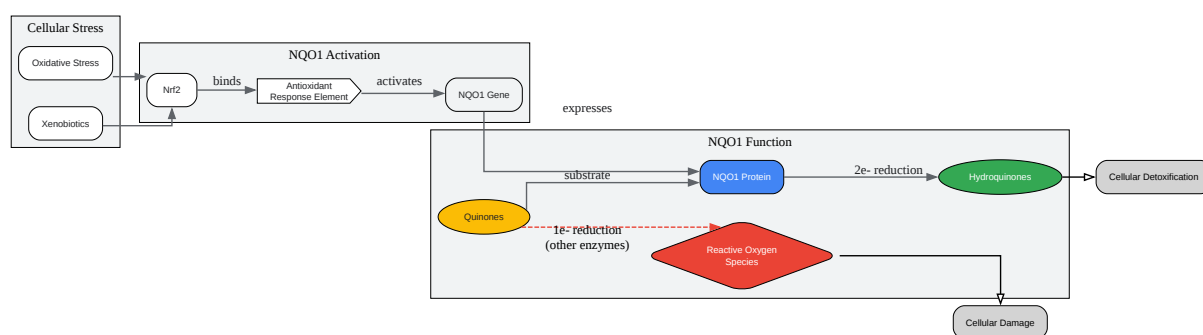 Cellular Stress
Oxidative Stress
Xenobiotics
NQO1 Activation
Nrf2
binds
Antioxidant
Response Element
activates
NQO1 Gene
expresses
NQO1 Function
substrate
NQO1 Protein
2e- reduction
Hydroquinones
Cellular Detoxification
Quinones
1e- reduction
(other enzymes)
Reactive Oxygen
Species
Cellular Damage